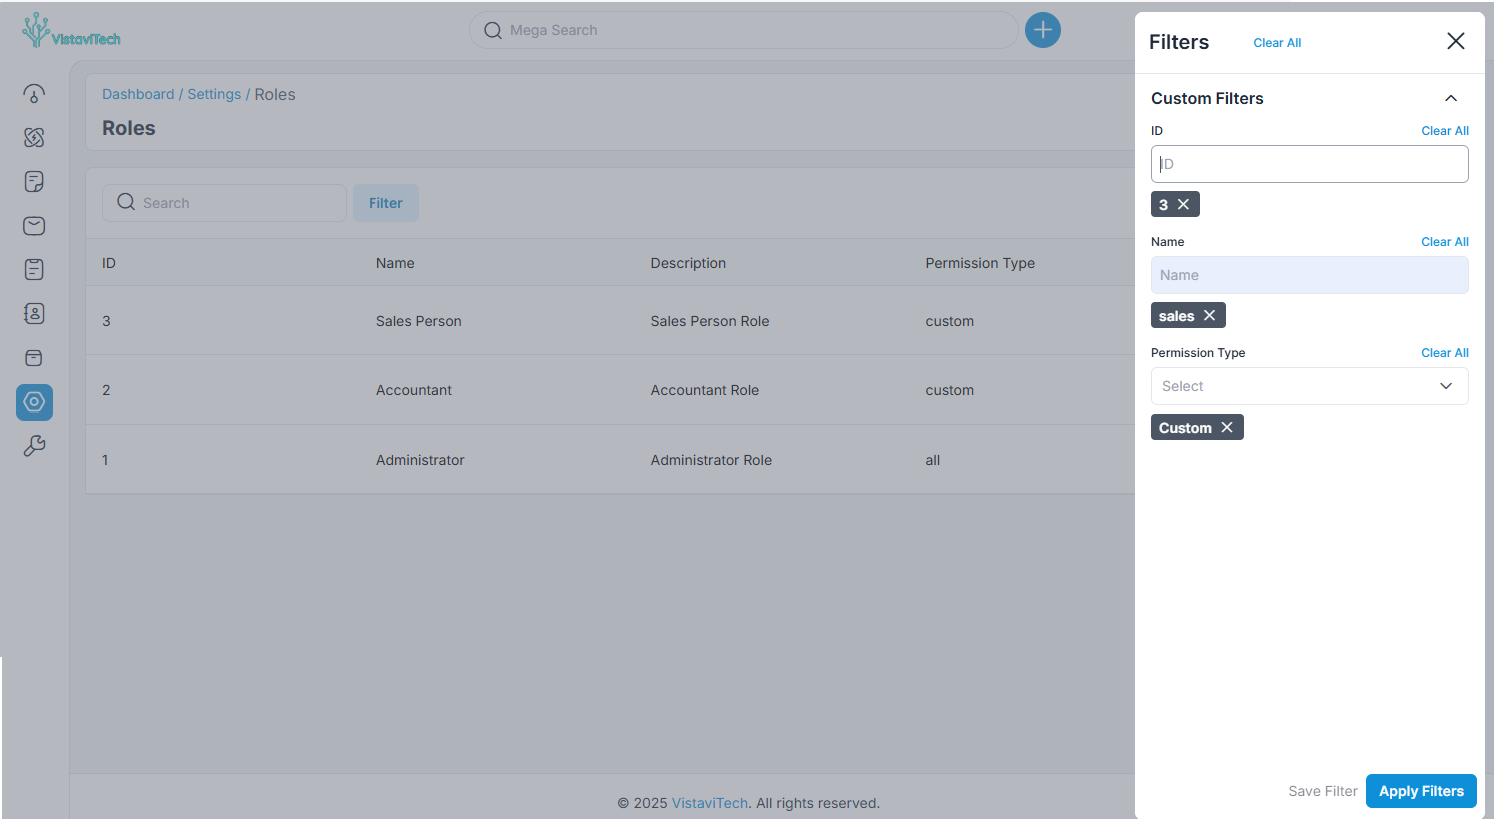 VistaviTech
Mega Search
Dashboard / Settings / Roles
Roles
Search
Filter
ID Name Description Permission Type
3 Sales Person Sales Person Role custom
2 Accountant Accountant Role custom
1 Administrator Administrator Role all
© 2025 VistaviTech. All rights reserved.
Filters Clear All
Custom Filters
ID Clear All
ID
3
Name Clear All
Name
sales
Permission Type Clear All
Select
Custom
Save Filter Apply Filters